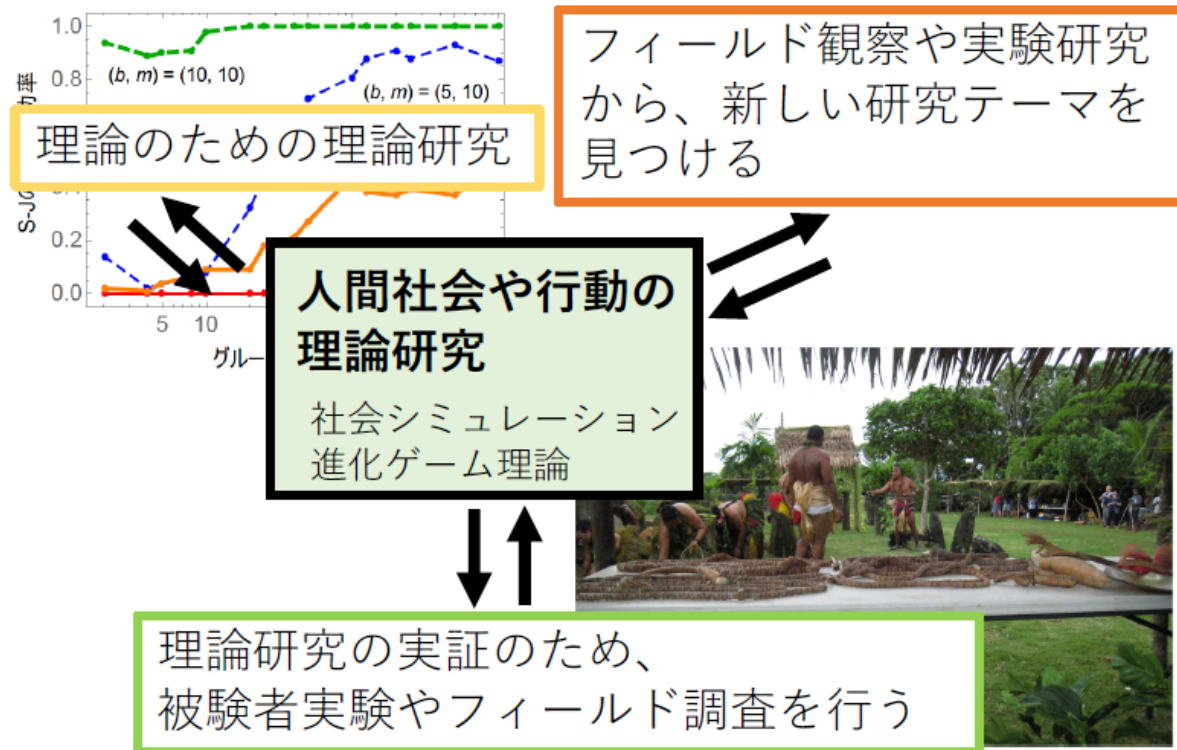 1.0
0.8
(b, m) = (10, 10)
(b, m) = (5, 10)
理論のための理論研究
フィールド観察や実験研究
から、新しい研究テーマを
見つける
S-Jの
0.2
0.0
5 10
グルー
人間社会や行動の
理論研究
社会シミュレーション
進化ゲーム理論
理論研究の実証のため、
被験者実験やフィールド調査を行う